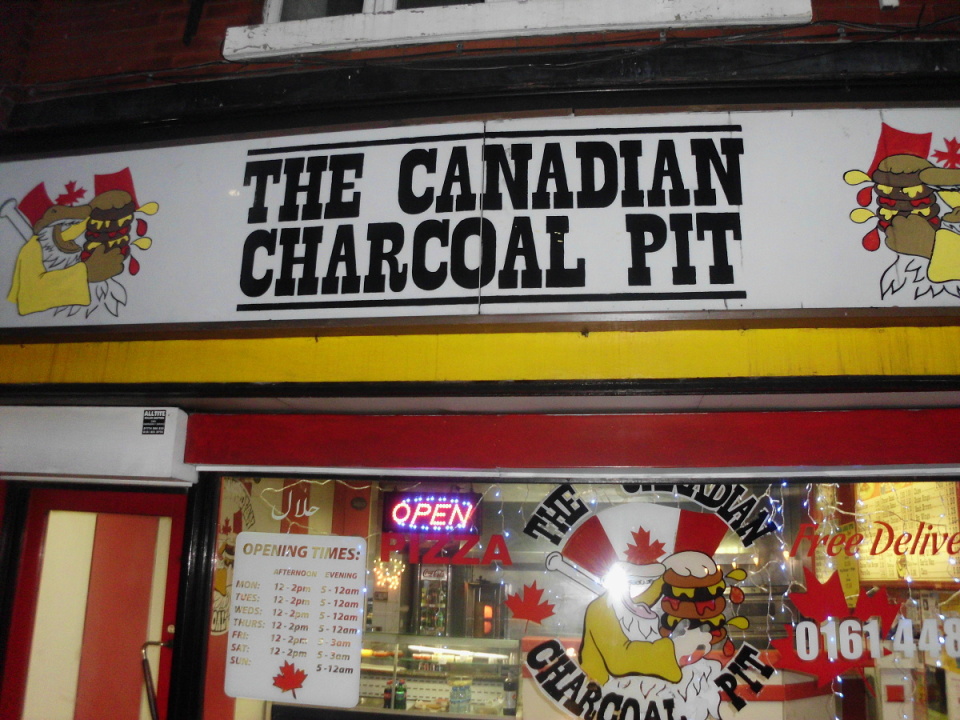 THE CANADIAN
CHARCOAL PIT
ALLTITE
حلال
OPEN
PIZZA
THE CANADIAN
CHARCOAL PIT
Free Delive
0161 448
OPENING TIMES:
AFTERNOON EVENING
MON: 12 - 2pm 5 - 12am
TUES: 12 - 2pm 5 - 12am
WEDS: 12 - 2pm 5 - 12am
THURS: 12 - 2pm 5 - 12am
FRI: 12 - 2pm 5 - 3am
SAT: 12 - 2pm 5 - 3am
SUN: 5 - 12am